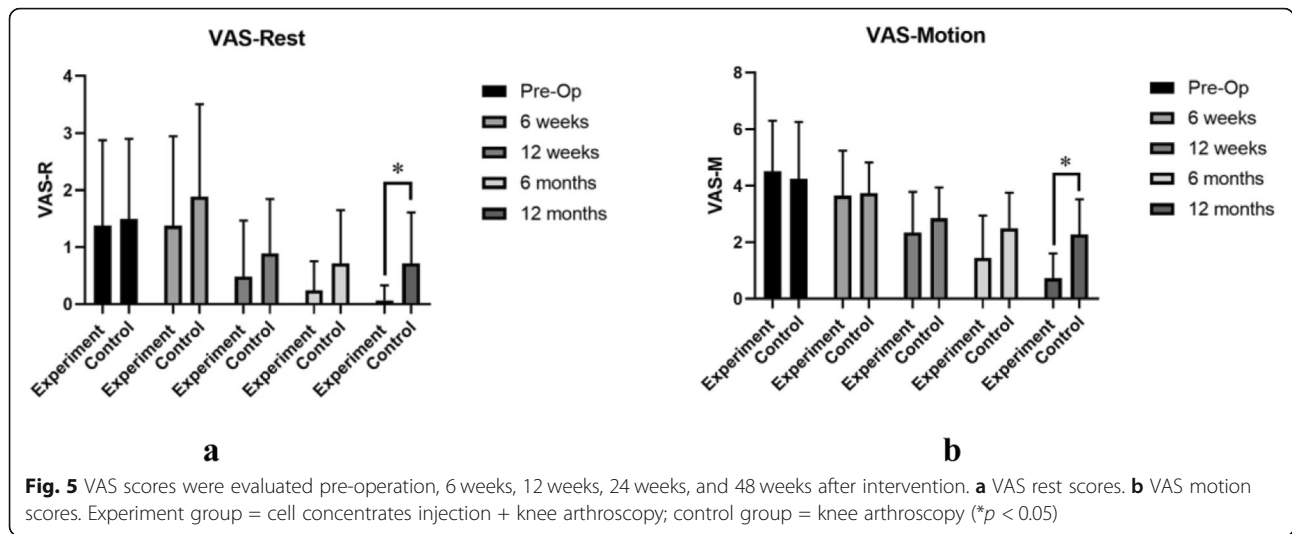 VAS-Rest
4
3
2
1
0
VAS-R
Experiment
Control
Experiment
Control
Experiment
Control
Experiment
Control
Experiment
Control
*
Pre-Op
6 weeks
12 weeks
6 months
12 months
a
VAS-Motion
8
6
4
2
0
VAS-M
Experiment
Control
Experiment
Control
Experiment
Control
Experiment
Control
Experiment
Control
*
Pre-Op
6 weeks
12 weeks
6 months
12 months
b
Fig. 5 VAS scores were evaluated pre-operation, 6 weeks, 12 weeks, 24 weeks, and 48 weeks after intervention. a VAS rest scores. b VAS motion
scores. Experiment group = cell concentrates injection + knee arthroscopy; control group = knee arthroscopy (*p < 0.05)